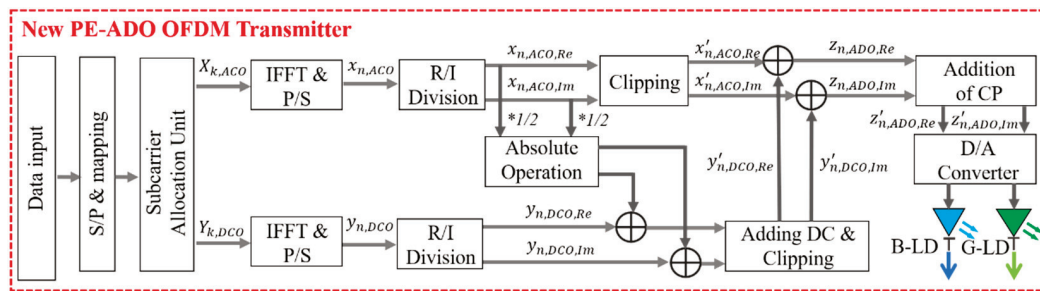 New PE-ADO OFDM Transmitter
Data input
S/P & mapping
Subcarrier
Allocation Unit
X_{k,ACO}
IFFT &
P/S
x_{n,ACO}
R/I
Division
x_{n,ACO,Re}
x_{n,ACO,Im}
*1/2
*1/2
Clipping
x'_{n,ACO,Re}
x'_{n,ACO,Im}
z_{n,ADO,Re}
z_{n,ADO,Im}
Addition
of CP
z'_{n,ADO,Re}
z'_{n,ADO,Im}
Absolute
Operation
y'_{n,DCO,Re}
y'_{n,DCO,Im}
D/A
Converter
Y_{k,DCO}
IFFT &
P/S
y_{n,DCO}
R/I
Division
y_{n,DCO,Re}
y_{n,DCO,Im}
Adding DC &
Clipping
B-LD
G-LD